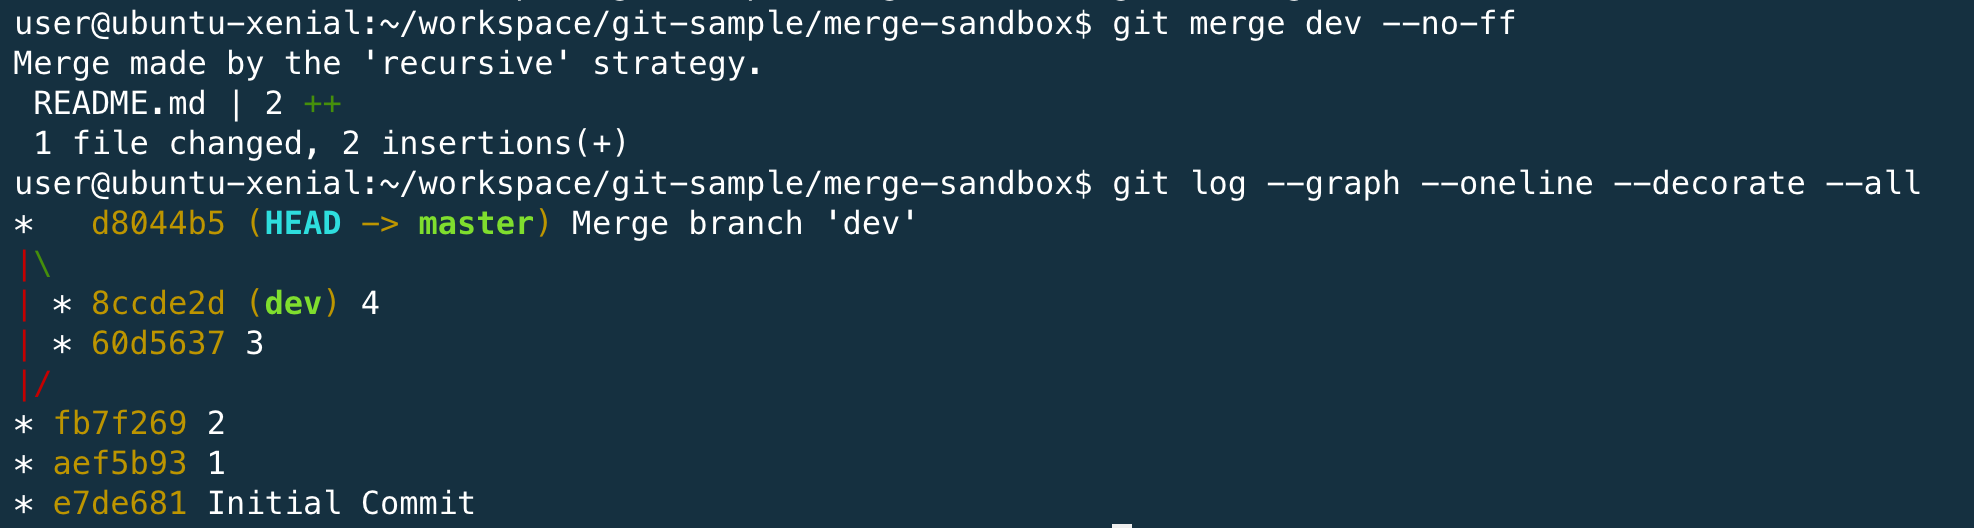 user@ubuntu-xenial:~/workspace/git-sample/merge-sandbox$ git merge dev --no-ff
Merge made by the 'recursive' strategy.
 README.md | 2 ++
 1 file changed, 2 insertions(+)
user@ubuntu-xenial:~/workspace/git-sample/merge-sandbox$ git log --graph --oneline --decorate --all
*   d8044b5 (HEAD -> master) Merge branch 'dev'
|\
| * 8ccde2d (dev) 4
| * 60d5637 3
|/
* fb7f269 2
* aef5b93 1
* e7de681 Initial Commit